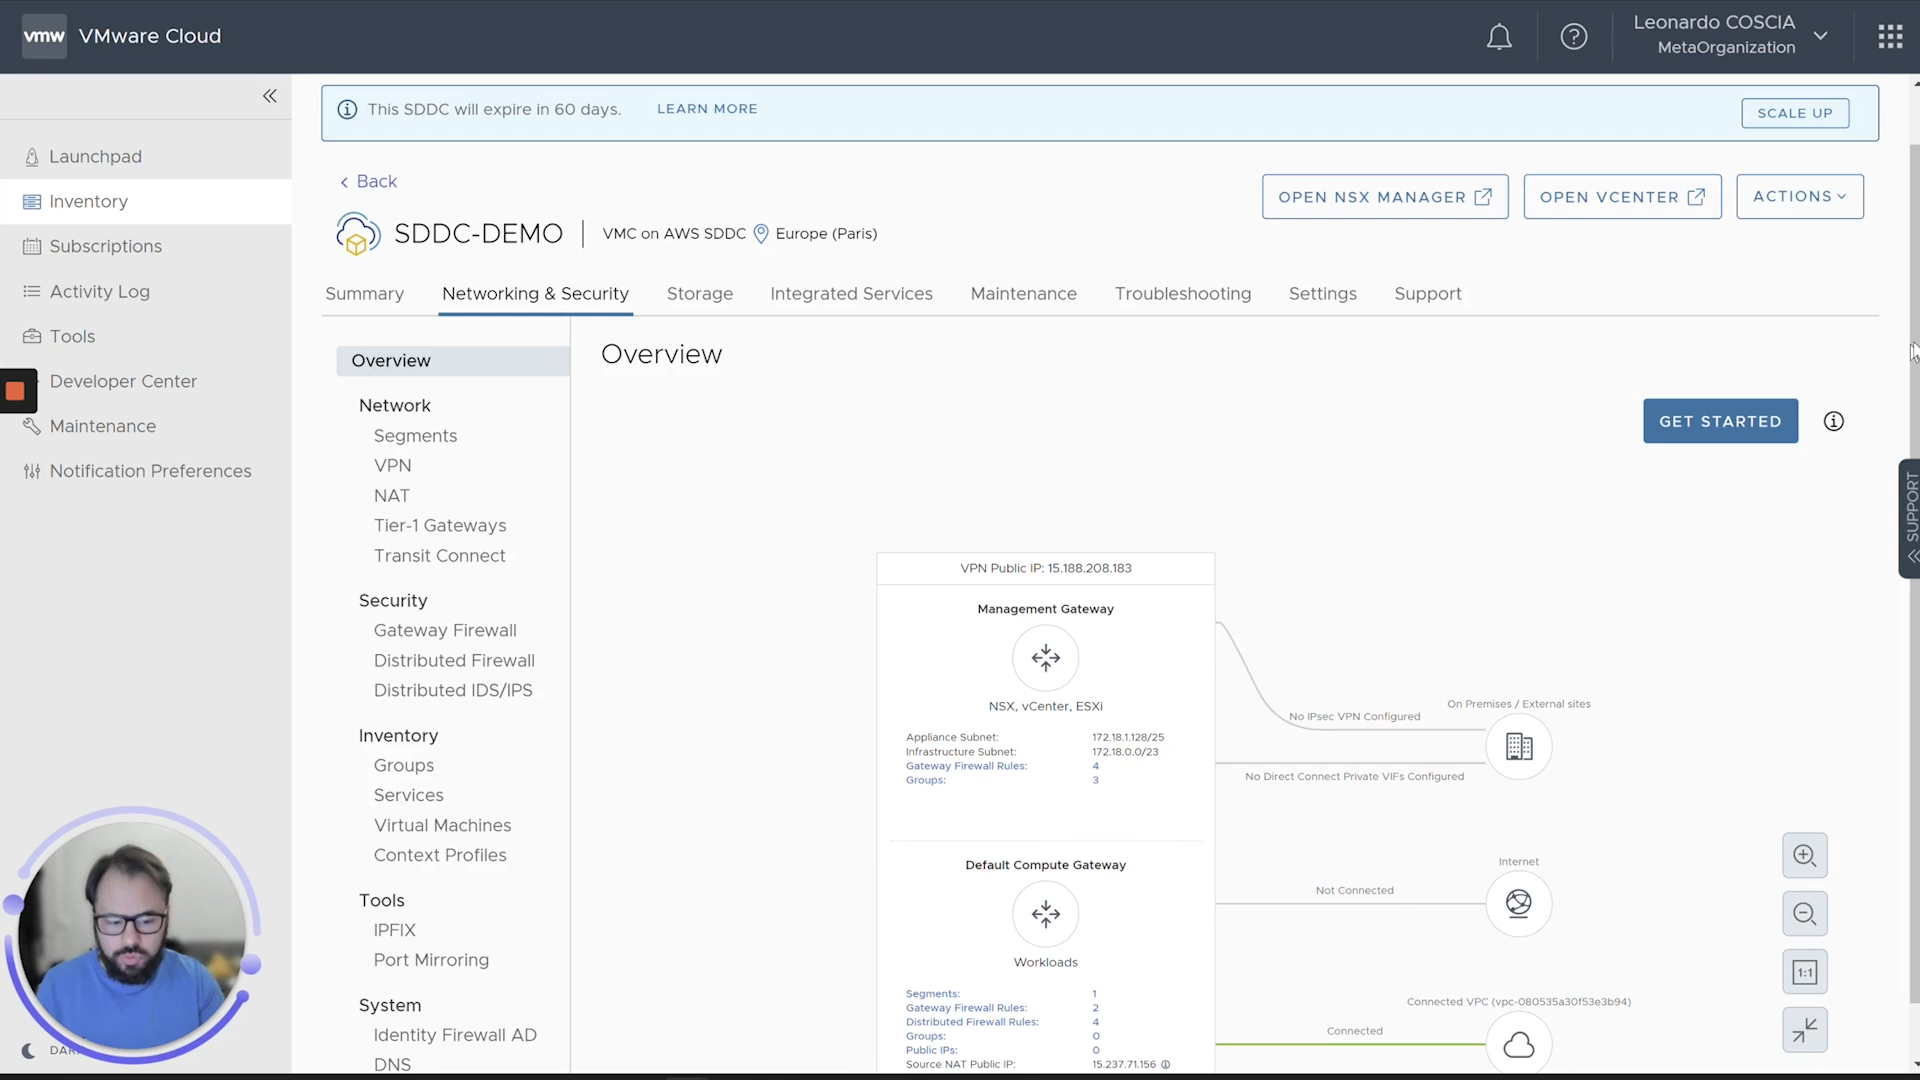 vmw VMware Cloud
Leonardo COSCIA
MetaOrganization
This SDDC will expire in 60 days. LEARN MORE
SCALE UP
Launchpad
Inventory
Subscriptions
Activity Log
Tools
Developer Center
Maintenance
Notification Preferences
Back
OPEN NSX MANAGER
OPEN VCENTER
ACTIONS
SDDC-DEMO
VMC on AWS SDDC
Europe (Paris)
Summary
Networking & Security
Storage
Integrated Services
Maintenance
Troubleshooting
Settings
Support
Overview
Network
Segments
VPN
NAT
Tier-1 Gateways
Transit Connect
Security
Gateway Firewall
Distributed Firewall
Distributed IDS/IPS
Inventory
Groups
Services
Virtual Machines
Context Profiles
Tools
IPFIX
Port Mirroring
System
Identity Firewall AD
DNS
Overview
GET STARTED
SUPPORT
VPN Public IP: 15.188.208.183
Management Gateway
NSX, vCenter, ESXi
Appliance Subnet: 172.18.1.128/25
Infrastructure Subnet: 172.18.0.0/23
Gateway Firewall Rules: 4
Groups: 3
Default Compute Gateway
Workloads
Segments: 1
Gateway Firewall Rules: 2
Distributed Firewall Rules: 4
Groups: 0
Public IPs: 0
Source NAT Public IP: 15.237.71.156
On Premises / External sites
No IPsec VPN Configured
No Direct Connect Private VIFs Configured
Internet
Not Connected
Connected VPC (vpc-080535a30f53e3b94)
Connected
1:1